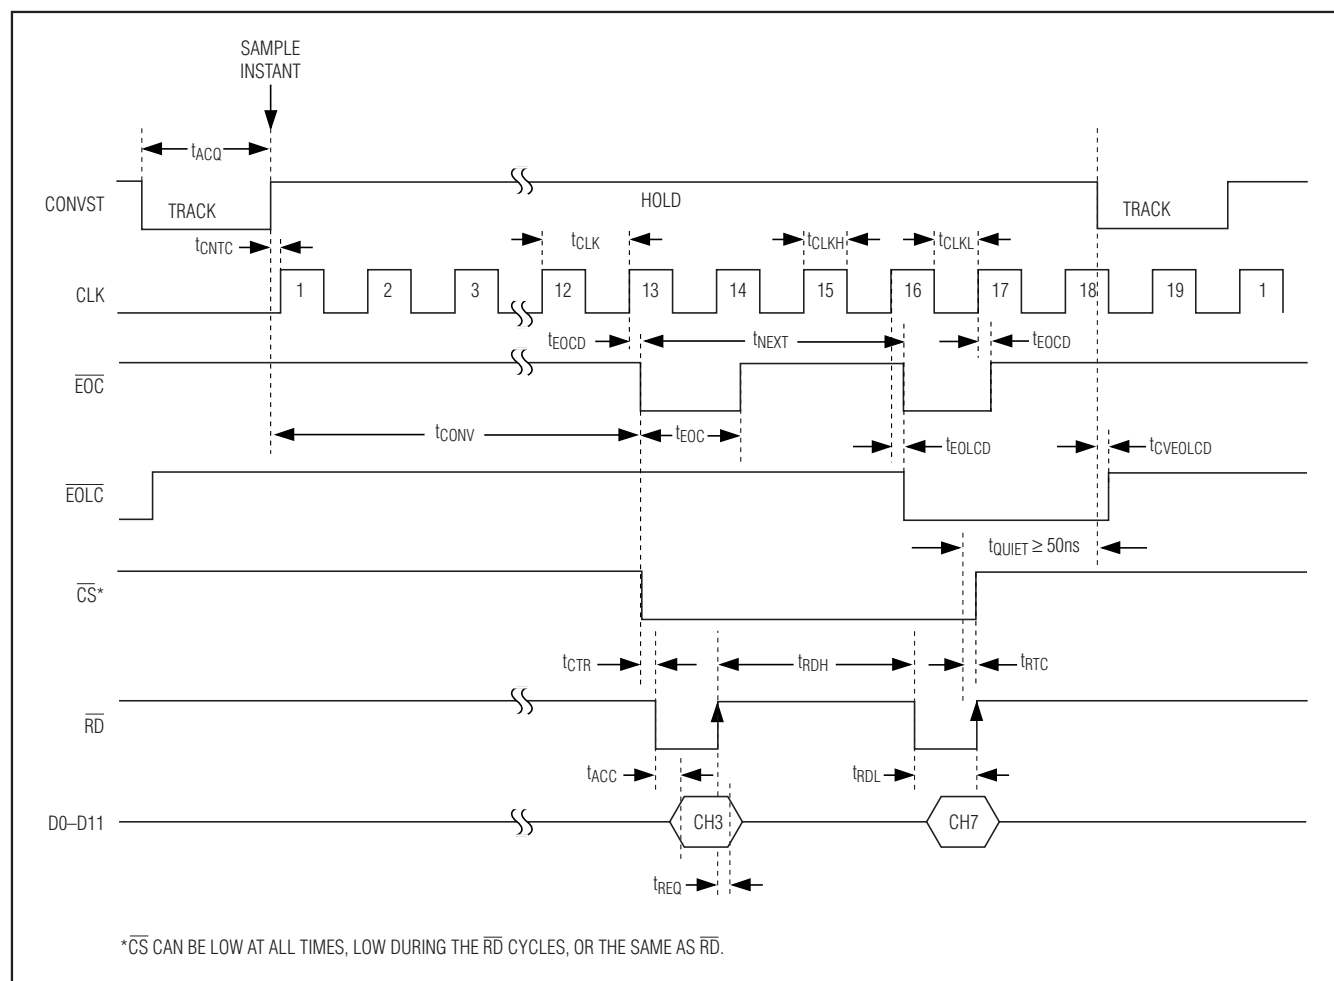 SAMPLE
INSTANT
tACQ
CONVST
TRACK
HOLD
TRACK
tCNTC
tCLK
tCLKH
tCLKL
CLK
1 2 3 12 13 14 15 16 17 18 19 1
tEOCD
tNEXT
tEOCD
EOC
tCONV
tEOC
tEOLCD
tCVEOLCD
EOLC
tQUIET ≥ 50ns
CS*
tCTR
tRDH
tRTC
RD
tACC
tRDL
D0–D11
CH3
CH7
tREQ
*CS CAN BE LOW AT ALL TIMES, LOW DURING THE RD CYCLES, OR THE SAME AS RD.